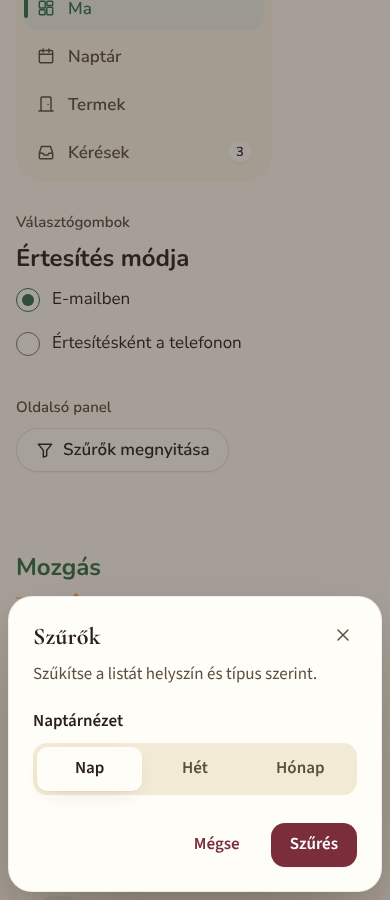 Ma
Naptár
Termek
Kérések 3
Választógombok
Értesítés módja
E-mailben
Értesítésként a telefonon
Oldalsó panel
Szűrők megnyitása
Mozgás
Szűrők
Szűkítse a listát helyszín és típus szerint.
Naptárnézet
Nap Hét Hónap
Mégse Szűrés